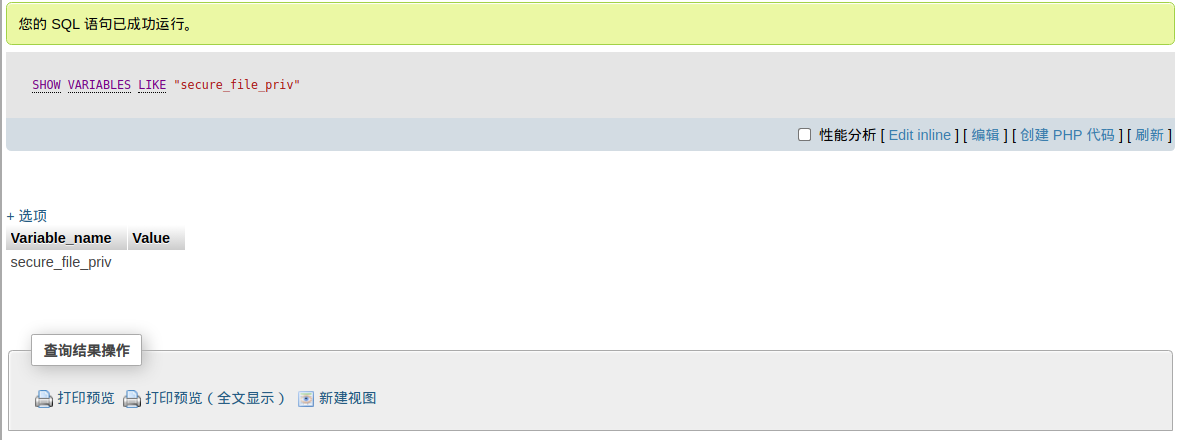 您的 SQL 语句已成功运行。
SHOW VARIABLES LIKE "secure_file_priv"
性能分析 [ Edit inline ] [ 编辑 ] [ 创建 PHP 代码 ] [ 刷新 ]
+ 选项
Variable_name Value
secure_file_priv
查询结果操作
打印预览 打印预览 ( 全文显示 ) 新建视图